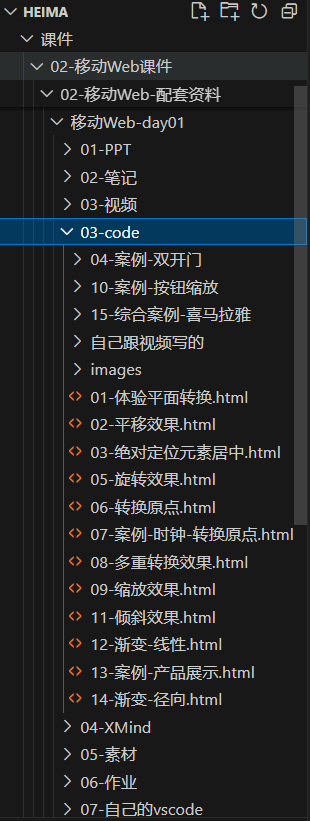 HEIMA
课件
02-移动Web课件
02-移动Web-配套资料
移动Web-day01
01-PPT
02-笔记
03-视频
03-code
04-案例-双开门
10-案例-按钮缩放
15-综合案例-喜马拉雅
自己跟视频写的
images
01-体验平面转换.html
02-平移效果.html
03-绝对定位元素居中.html
05-旋转效果.html
06-转换原点.html
07-案例-时钟-转换原点.html
08-多重转换效果.html
09-缩放效果.html
11-倾斜效果.html
12-渐变-线性.html
13-案例-产品展示.html
14-渐变-径向.html
04-XMind
05-素材
06-作业
07-自己的vscode